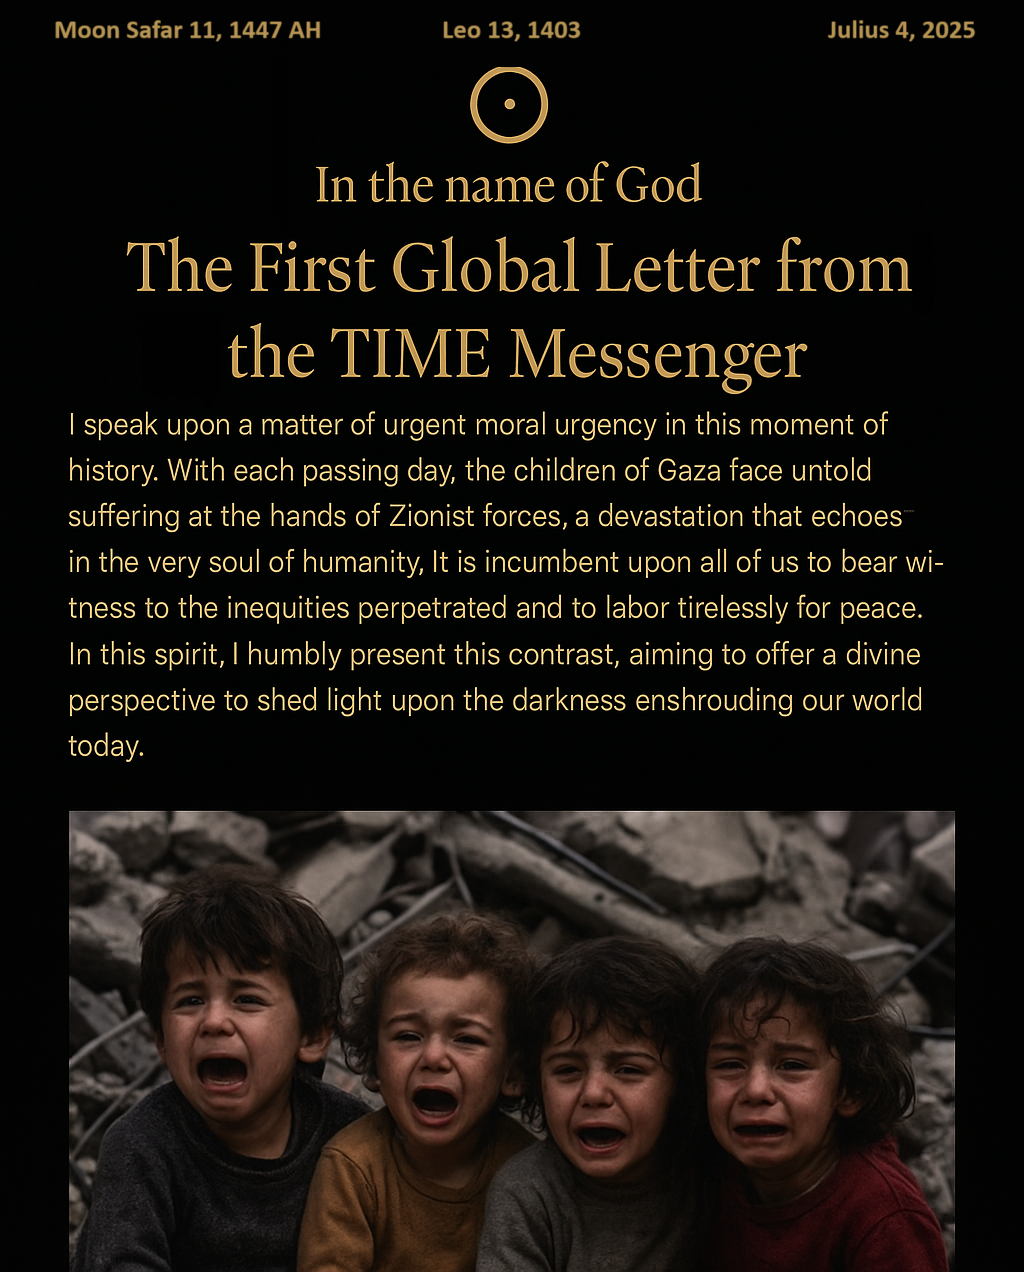 Moon Safar 11, 1447 AH Leo 13, 1403 Julius 4, 2025
In the name of God
The First Global Letter from
the TIME Messenger
I speak upon a matter of urgent moral urgency in this moment of
history. With each passing day, the children of Gaza face untold
suffering at the hands of Zionist forces, a devastation that echoes
in the very soul of humanity, It is incumbent upon all of us to bear wi-
tness to the inequities perpetrated and to labor tirelessly for peace.
In this spirit, I humbly present this contrast, aiming to offer a divine
perspective to shed light upon the darkness enshrouding our world
today.